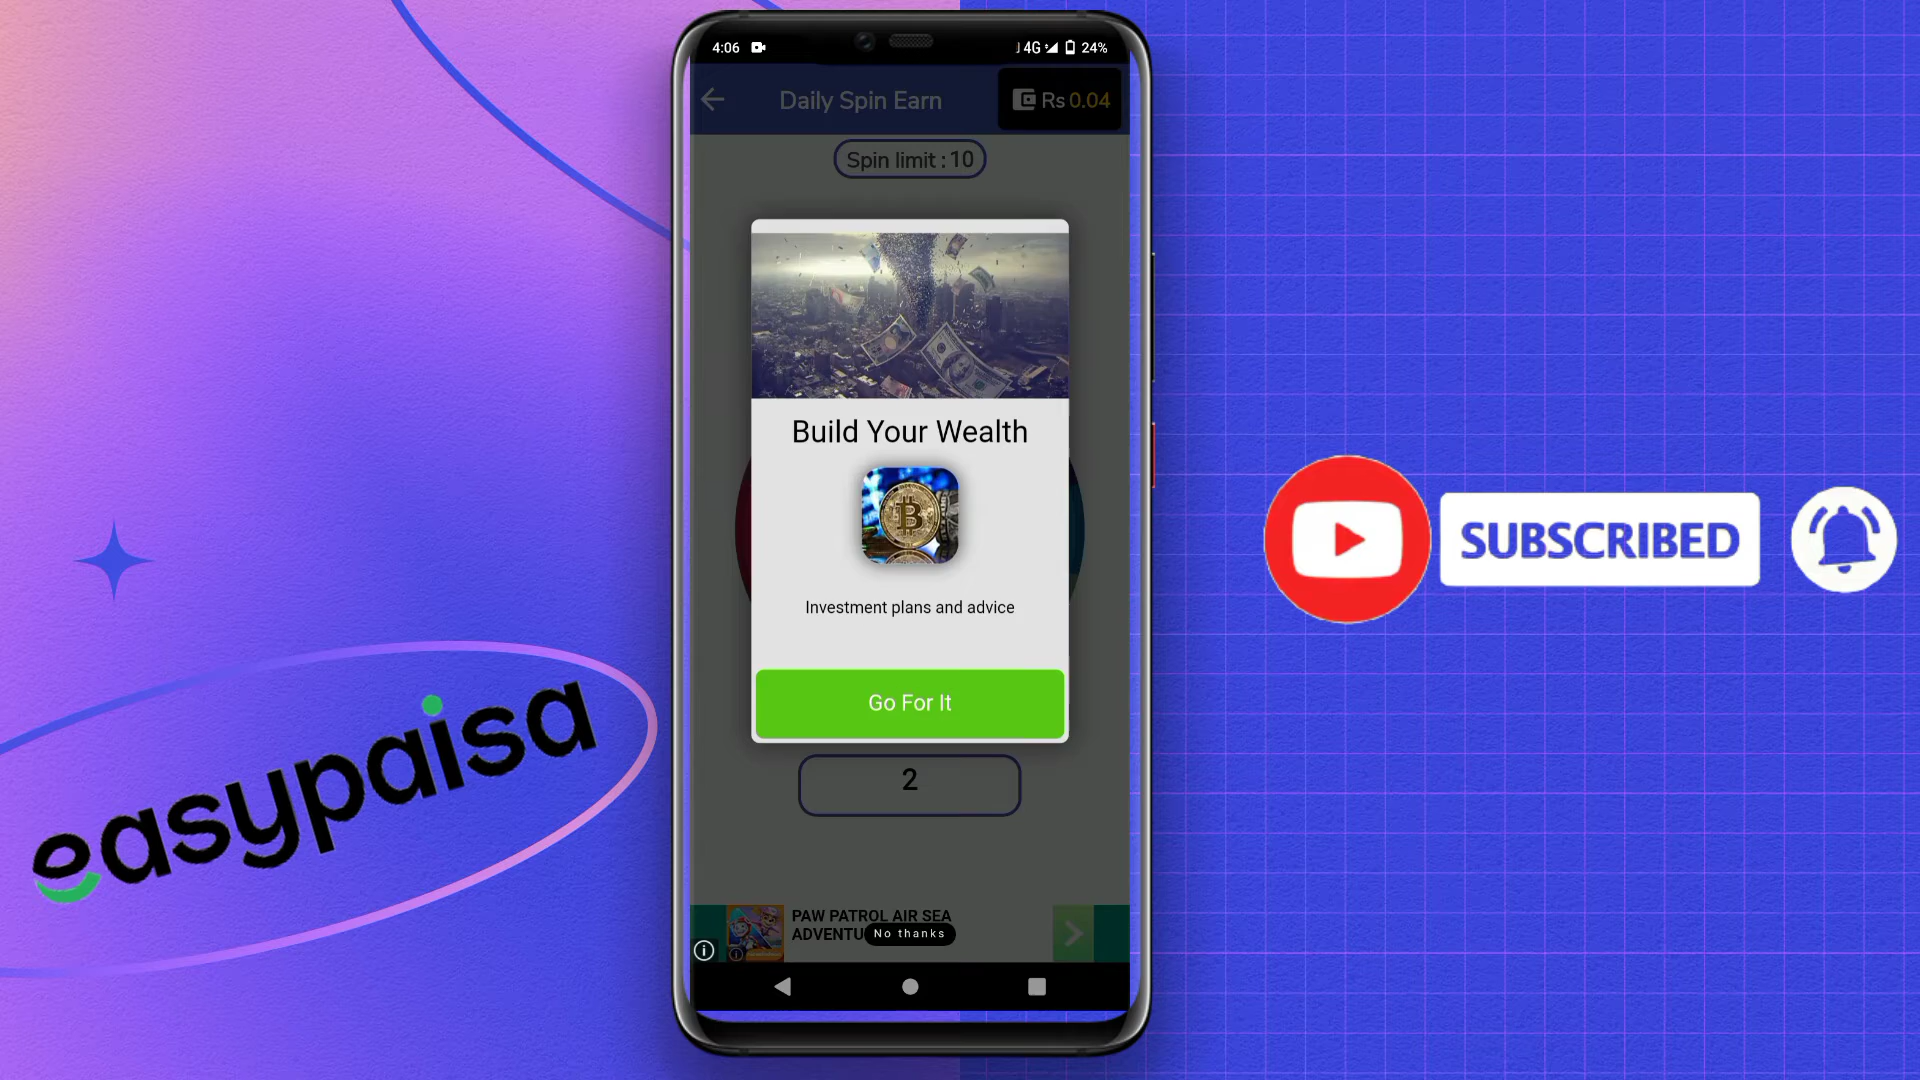 4:06
4G 24%
Daily Spin Earn
Rs 0.04
Spin limit : 10
Build Your Wealth
Investment plans and advice
Go For It
2
PAW PATROL AIR SEA
ADVENTU
No thanks
easypaisa
SUBSCRIBED